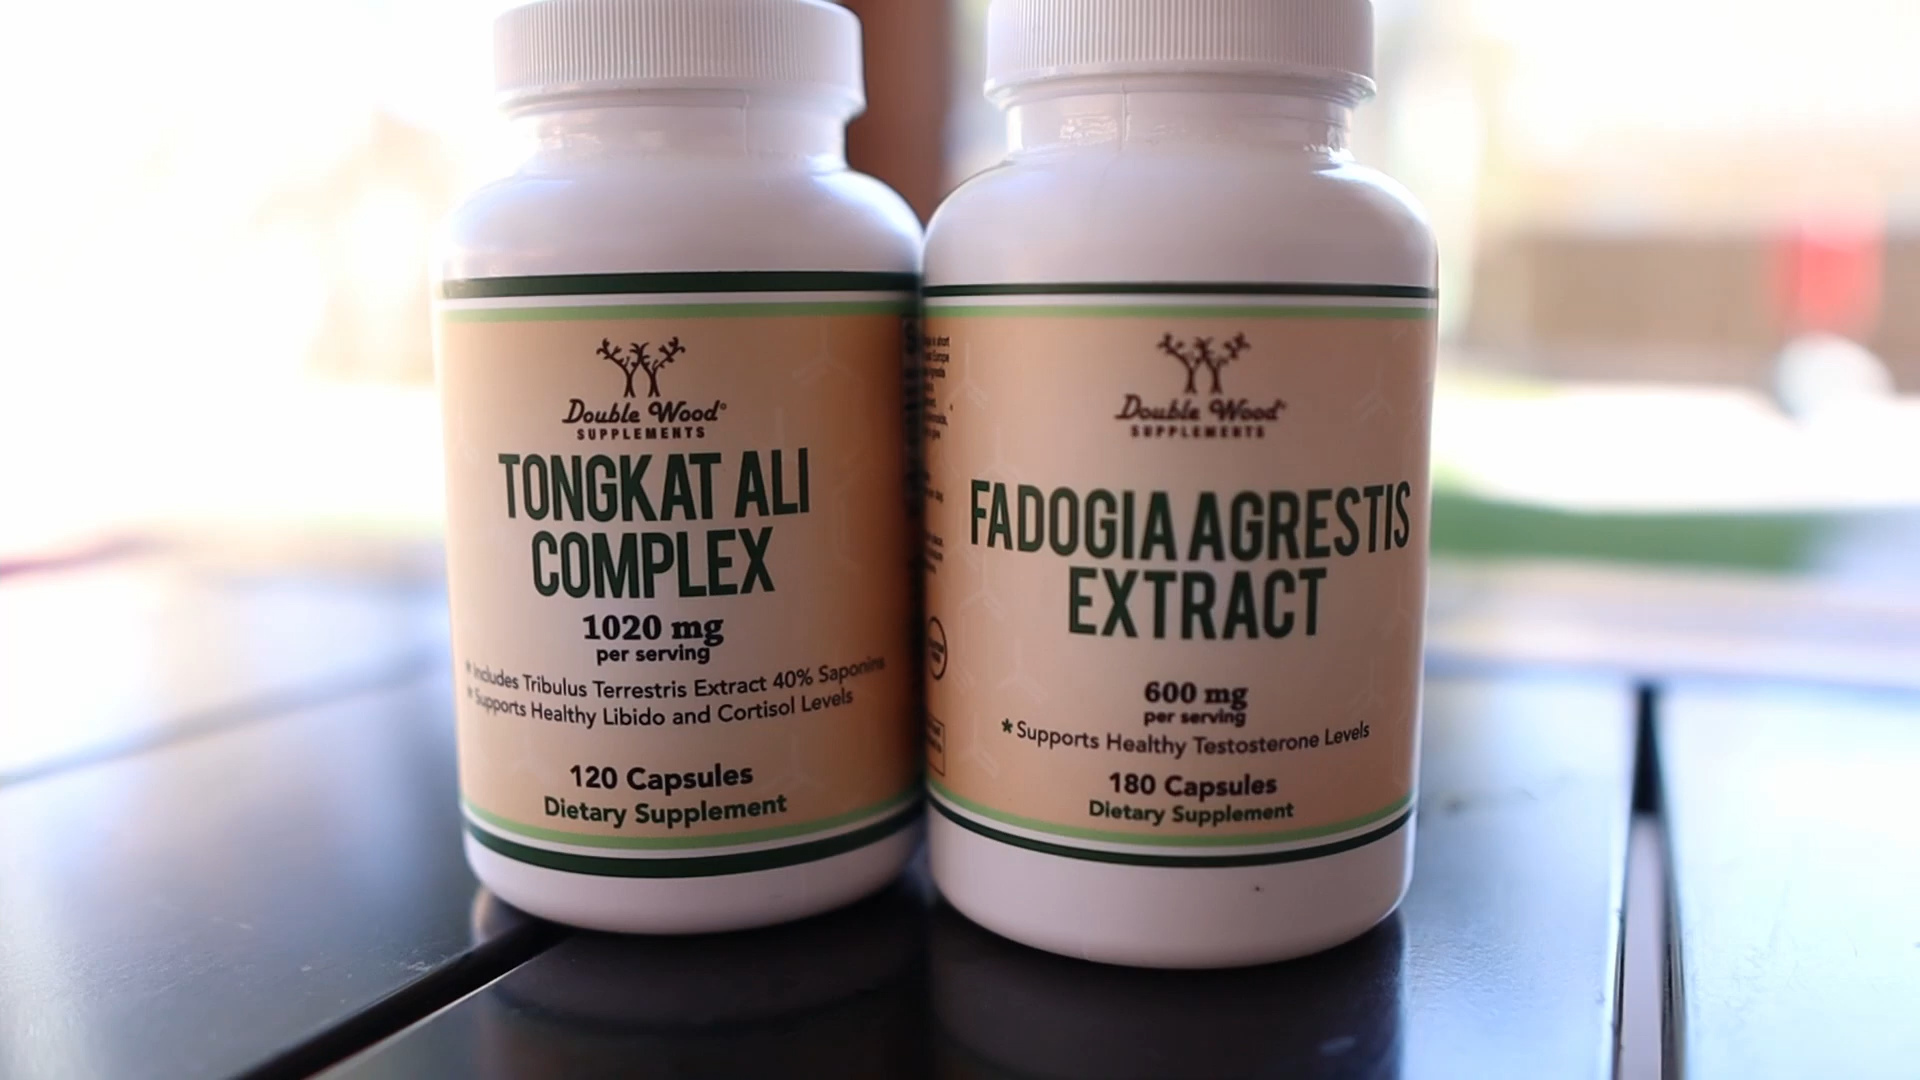 Double Wood®
SUPPLEMENTS
TONGKAT ALI
COMPLEX
1020 mg
per serving
* Includes Tribulus Terrestris Extract 40% Saponins
* Supports Healthy Libido and Cortisol Levels
120 Capsules
Dietary Supplement
Double Wood®
SUPPLEMENTS
FADOGIA AGRESTIS
EXTRACT
600 mg
per serving
* Supports Healthy Testosterone Levels
180 Capsules
Dietary Supplement